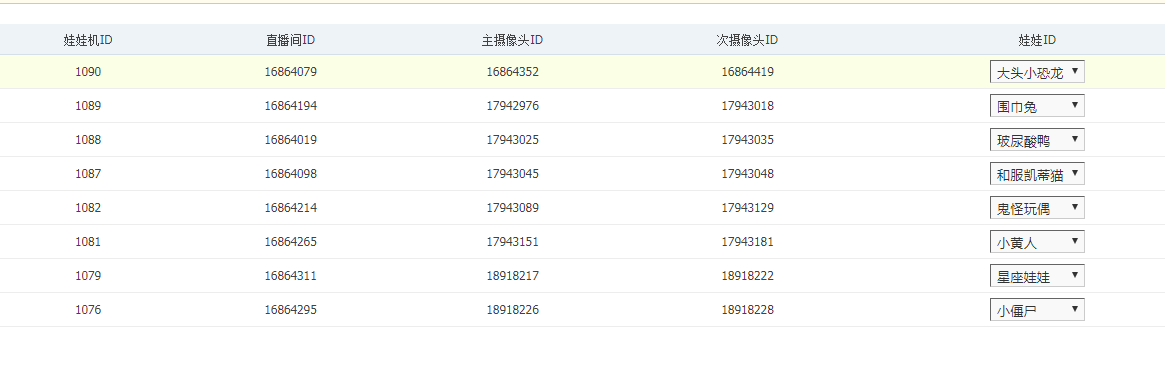 娃娃机ID 直播间ID 主摄像头ID 次摄像头ID 娃娃ID
1090 16864079 16864352 16864419 大头小恐龙
1089 16864194 17942976 17943018 围巾兔
1088 16864019 17943025 17943035 玻尿酸鸭
1087 16864098 17943045 17943048 和服凯蒂猫
1082 16864214 17943089 17943129 鬼怪玩偶
1081 16864265 17943151 17943181 小黄人
1079 16864311 18918217 18918222 星座娃娃
1076 16864295 18918226 18918228 小僵尸